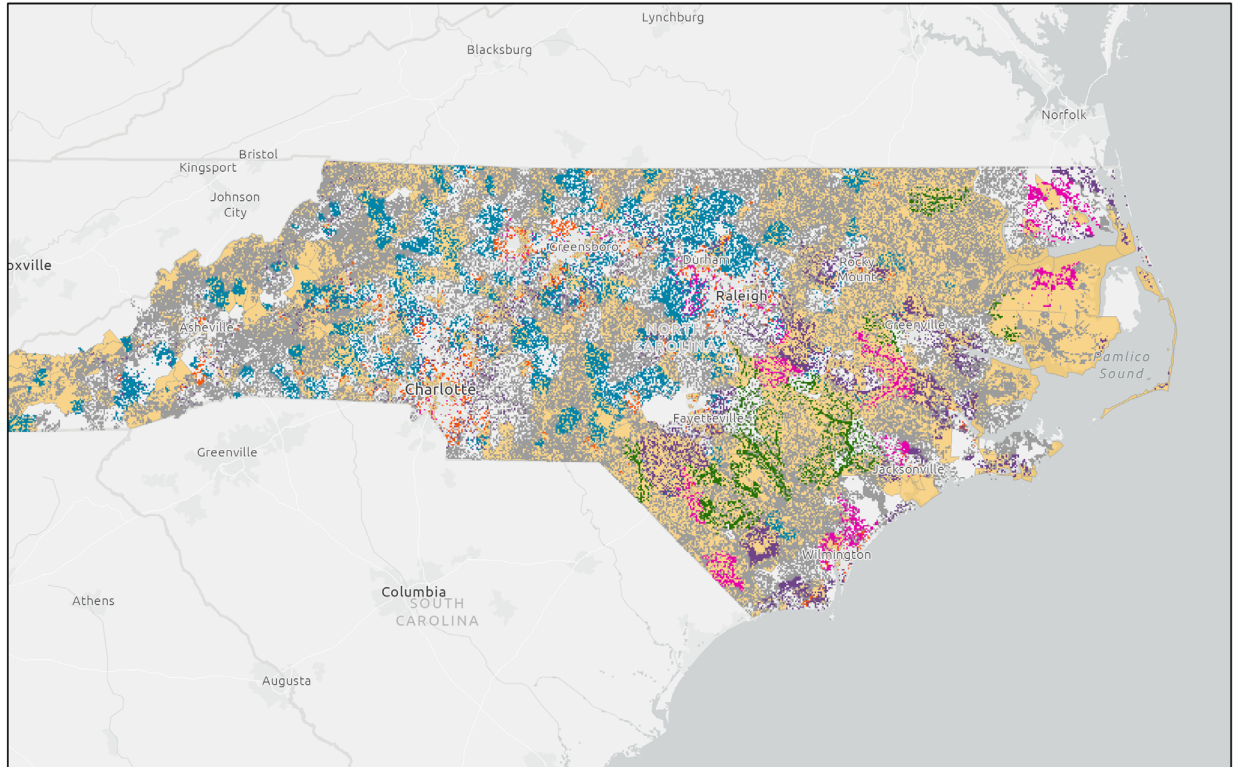 Lynchburg
Blacksburg
Norfolk
Bristol
Kingsport
Johnson
City
oxville
Greensboro
Durham
Rocky
Mount
Raleigh
Asheville
NORTH
CAROLINA
Greenville
Pamlico
Sound
Charlotte
Fayetteville
Greenville
Jacksonville
Wilmington
Columbia
Athens
SOUTH
CAROLINA
Augusta